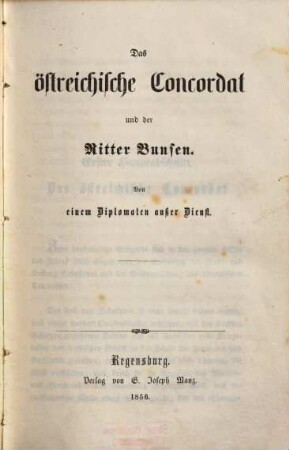 Das
östreichische Concordat
und der
Ritter Bunsen.
Von
einem Diplomaten außer Dienst.
Regensburg.
Verlag von G. Joseph Manz.
1856.